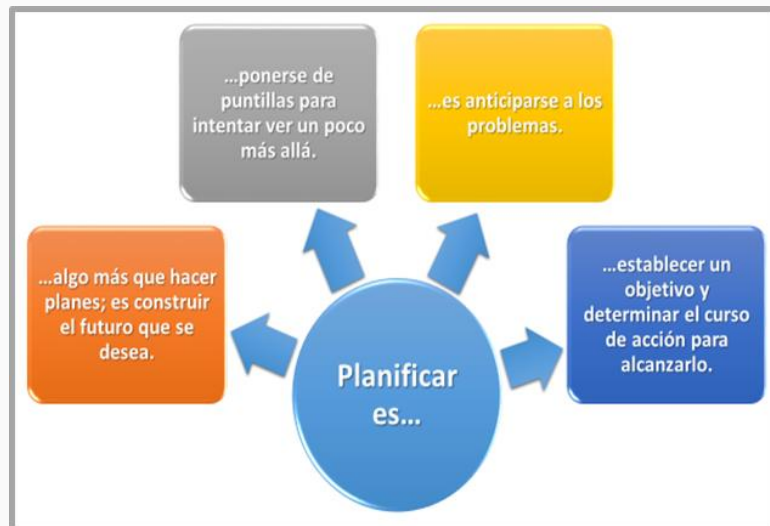 ...ponerse de
puntillas para
intentar ver un poco
más allá.
...es anticiparse a los
problemas.
...algo más que hacer
planes; es construir
el futuro que se
desea.
...establecer un
objetivo y
determinar el curso
de acción para
alcanzarlo.
Planificar
es...